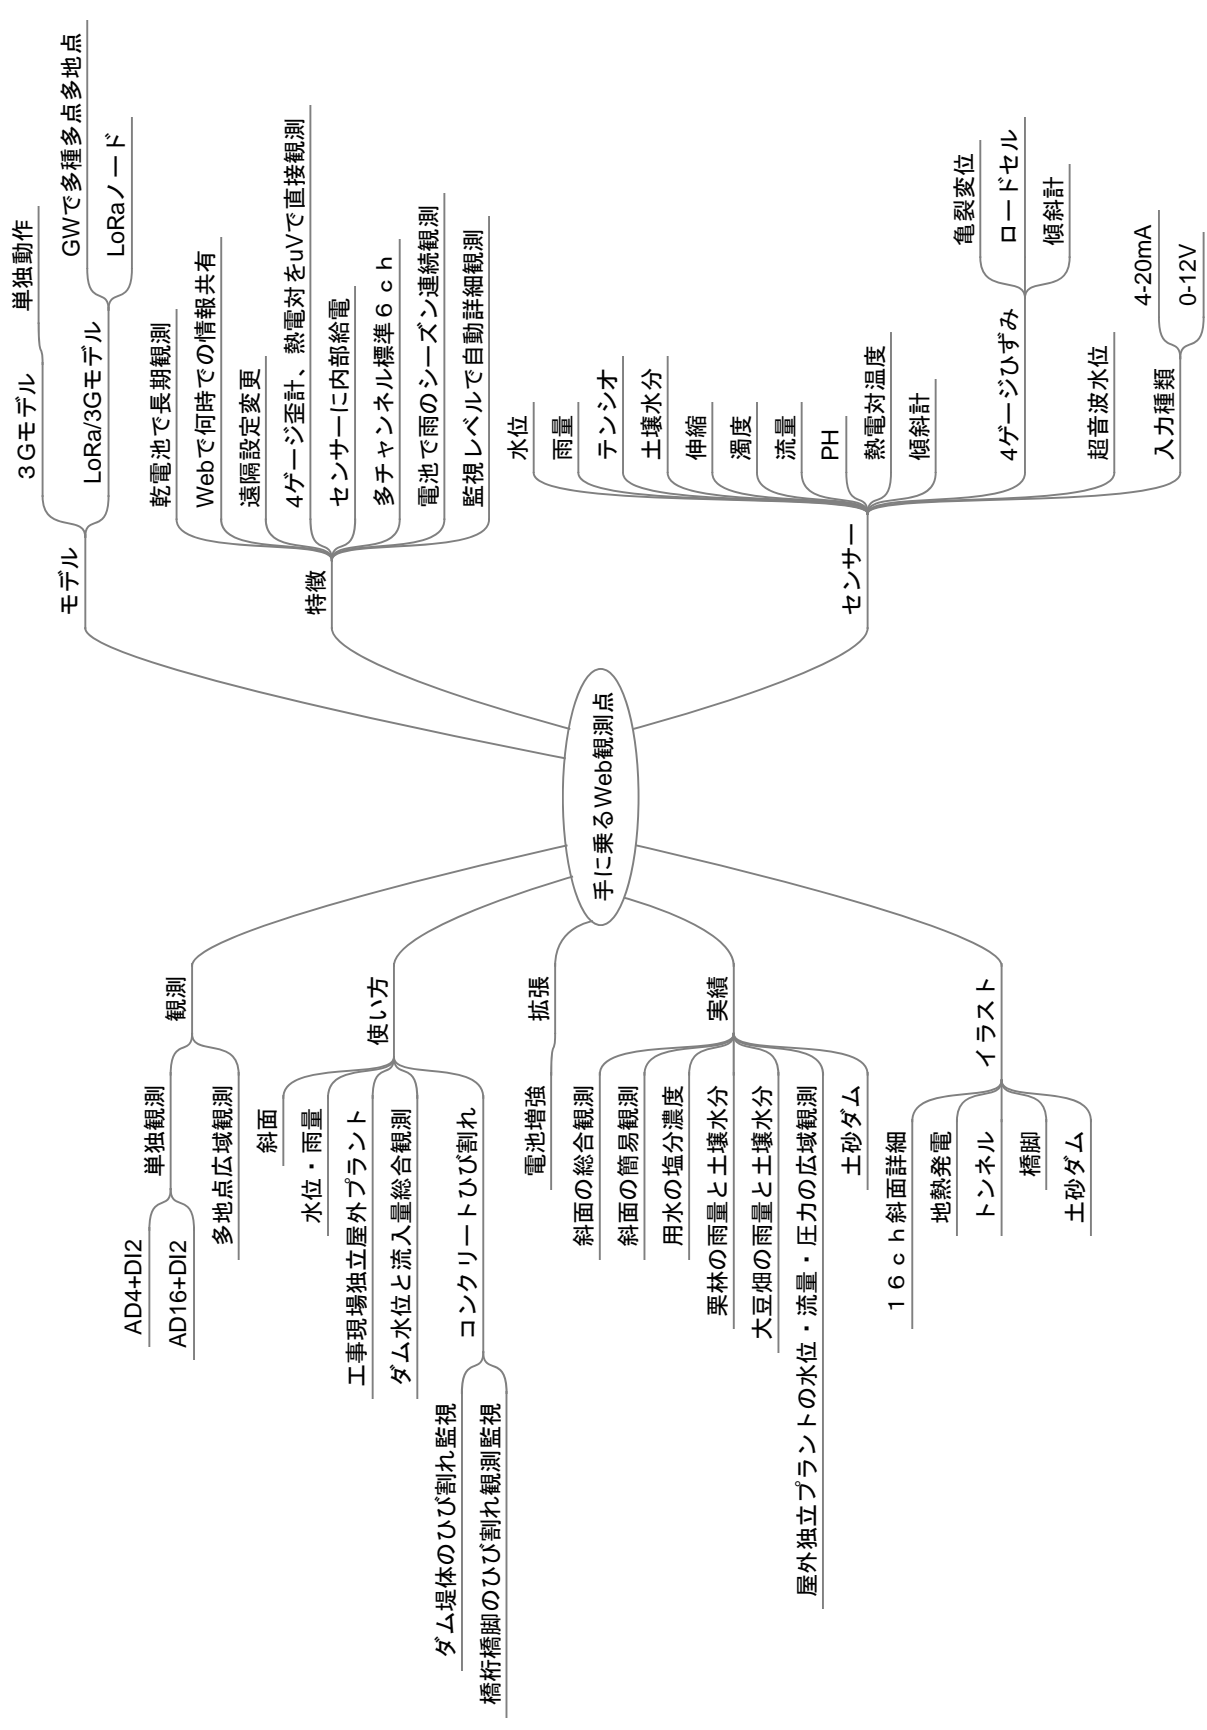 手に乗るWeb観測点
モデル
３Gモデル
単独動作
LoRa/3Gモデル
GWで多種多点多地点
LoRaノード
特徴
乾電池で長期観測
Webで何時での情報共有
遠隔設定変更
4ゲージ歪計、熱電対をuVで直接観測
センサーに内部給電
多チャンネル標準６ｃｈ
電池で雨のシーズン連続観測
監視レベルで自動詳細観測
センサー
水位
雨量
テンシオ
土壌水分
伸縮
濁度
流量
PH
熱電対温度
傾斜計
4ゲージひずみ
亀裂変位
ロードセル
傾斜計
超音波水位
入力種類
4-20mA
0-12V
観測
単独観測
AD4+DI2
AD16+DI2
多地点広域観測
使い方
斜面
水位・雨量
工事現場独立屋外プラント
ダム水位と流入量総合観測
コンクリートひび割れ
ダム堤体のひび割れ監視
橋桁橋脚のひび割れ観測監視
拡張
電池増強
実績
斜面の総合観測
斜面の簡易観測
用水の塩分濃度
栗林の雨量と土壌水分
大豆畑の雨量と土壌水分
屋外独立プラントの水位・流量・圧力の広域観測
土砂ダム
イラスト
１６ｃｈ斜面詳細
地熱発電
トンネル
橋脚
土砂ダム